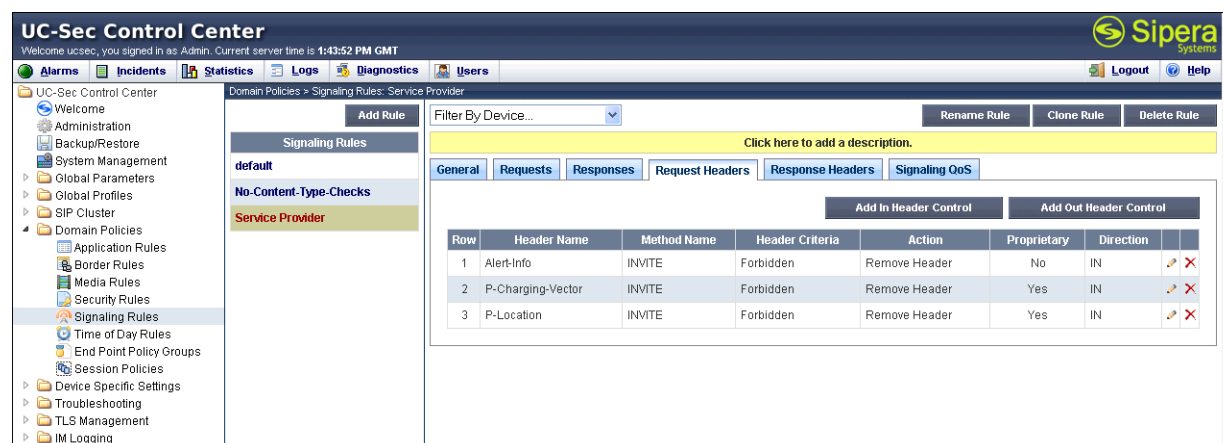 UC-Sec Control Center
Welcome ucsec, you signed in as Admin. Current server time is 1:43:52 PM GMT
S Sipera
Systems
Alarms Incidents Statistics Logs Diagnostics Users Logout Help
UC-Sec Control Center
Welcome
Administration
Backup/Restore
System Management
Global Parameters
Global Profiles
SIP Cluster
Domain Policies
Application Rules
Border Rules
Media Rules
Security Rules
Signaling Rules
Time of Day Rules
End Point Policy Groups
Session Policies
Device Specific Settings
Troubleshooting
TLS Management
IM Logging
Domain Policies > Signaling Rules: Service Provider
Add Rule
Signaling Rules
default
No-Content-Type-Checks
Service Provider
Filter By Device...
Rename Rule Clone Rule Delete Rule
Click here to add a description.
General Requests Responses Request Headers Response Headers Signaling QoS
Add In Header Control Add Out Header Control
Row Header Name Method Name Header Criteria Action Proprietary Direction
1 Alert-Info INVITE Forbidden Remove Header No IN
2 P-Charging-Vector INVITE Forbidden Remove Header Yes IN
3 P-Location INVITE Forbidden Remove Header Yes IN